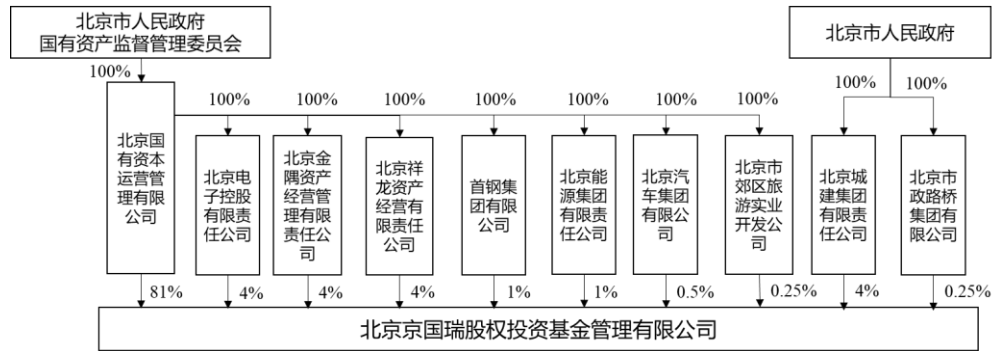 北京市人民政府
国有资产监督管理委员会
北京市人民政府
100%
100%
100%
100%
100%
100%
100%
100%
100%
100%
北京国
有资本
运营管
理有限
公司
北京电
子控股
有限责
任公司
北京金
隅资产
经营管
理有限
责任公
司
北京祥
龙资产
经营有
限责任
公司
首钢集
团有限
公司
北京能
源集团
有限责
任公司
北京汽
车集团
有限公
司
北京市
郊区旅
游实业
开发公
司
北京城
建集团
有限责
任公司
北京市
政路桥
集团有
限公司
81%
4%
4%
4%
1%
1%
0.5%
0.25%
4%
0.25%
北京京国瑞股权投资基金管理有限公司